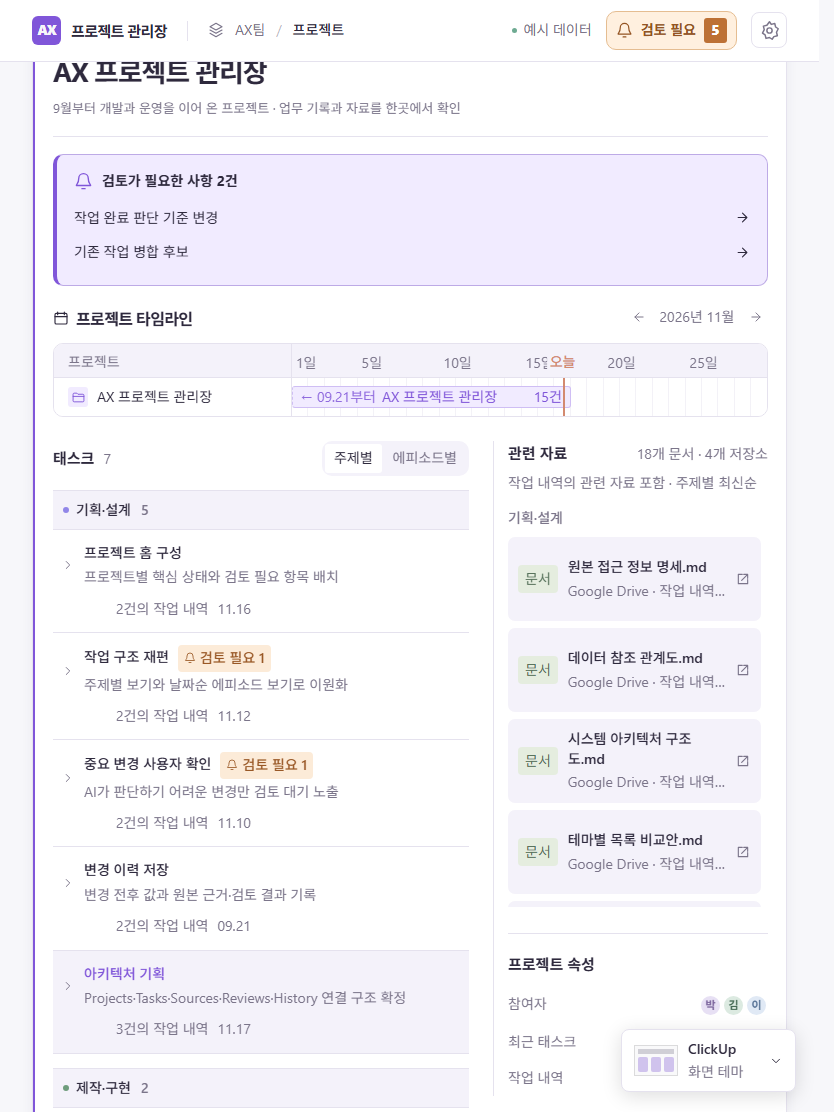 AX 프로젝트 관리장 AX팀 / 프로젝트 예시 데이터 검토 필요 5
AX 프로젝트 관리장
9월부터 개발과 운영을 이어 온 프로젝트 · 업무 기록과 자료를 한곳에서 확인
검토가 필요한 사항 2건
작업 완료 판단 기준 변경
기존 작업 병합 후보
프로젝트 타임라인 ← 2026년 11월 →
프로젝트 1일 5일 10일 15일 오늘 20일 25일
AX 프로젝트 관리장 ← 09.21부터 AX 프로젝트 관리장 15건
태스크 7 주제별 에피소드별
기획·설계 5
프로젝트 홈 구성
프로젝트별 핵심 상태와 검토 필요 항목 배치
2건의 작업 내역 11.16
작업 구조 재편 검토 필요 1
주제별 보기와 날짜순 에피소드 보기로 이원화
2건의 작업 내역 11.12
중요 변경 사용자 확인 검토 필요 1
AI가 판단하기 어려운 변경만 검토 대기 노출
2건의 작업 내역 11.10
변경 이력 저장
변경 전후 값과 원본 근거·검토 결과 기록
2건의 작업 내역 09.21
아키텍처 기획
Projects·Tasks·Sources·Reviews·History 연결 구조 확정
3건의 작업 내역 11.17
제작·구현 2
관련 자료 18개 문서 · 4개 저장소
작업 내역의 관련 자료 포함 · 주제별 최신순
기획·설계
문서 원본 접근 정보 명세.md
Google Drive · 작업 내역…
문서 데이터 참조 관계도.md
Google Drive · 작업 내역…
문서 시스템 아키텍처 구조
도.md
Google Drive · 작업 내역…
문서 테마별 목록 비교안.md
Google Drive · 작업 내역…
프로젝트 속성
참여자 박 김 이
최근 태스크
작업 내역
ClickUp
화면 테마